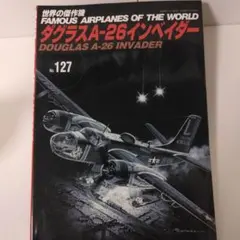 世界の傑作機
FAMOUS AIRPLANES OF THE WORLD
ダグラスA-26インベイダー
DOUGLAS A-26 INVADER
No. 127
L